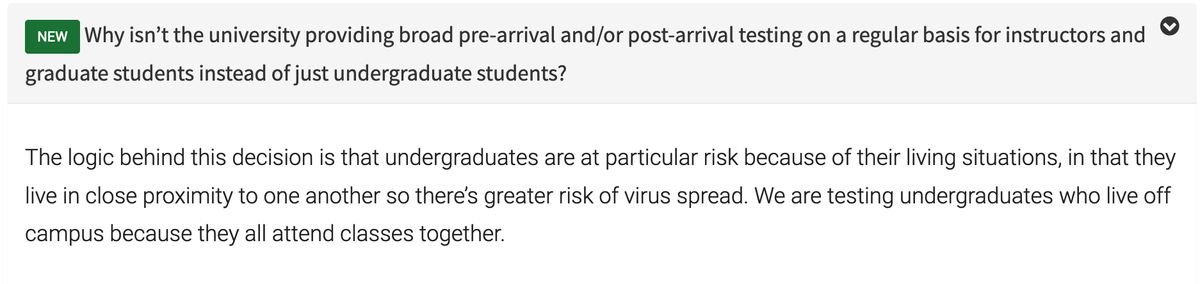 NEW Why isn’t the university providing broad pre-arrival and/or post-arrival testing on a regular basis for instructors and
graduate students instead of just undergraduate students?
The logic behind this decision is that undergraduates are at particular risk because of their living situations, in that they
live in close proximity to one another so there’s greater risk of virus spread. We are testing undergraduates who live off
campus because they all attend classes together.